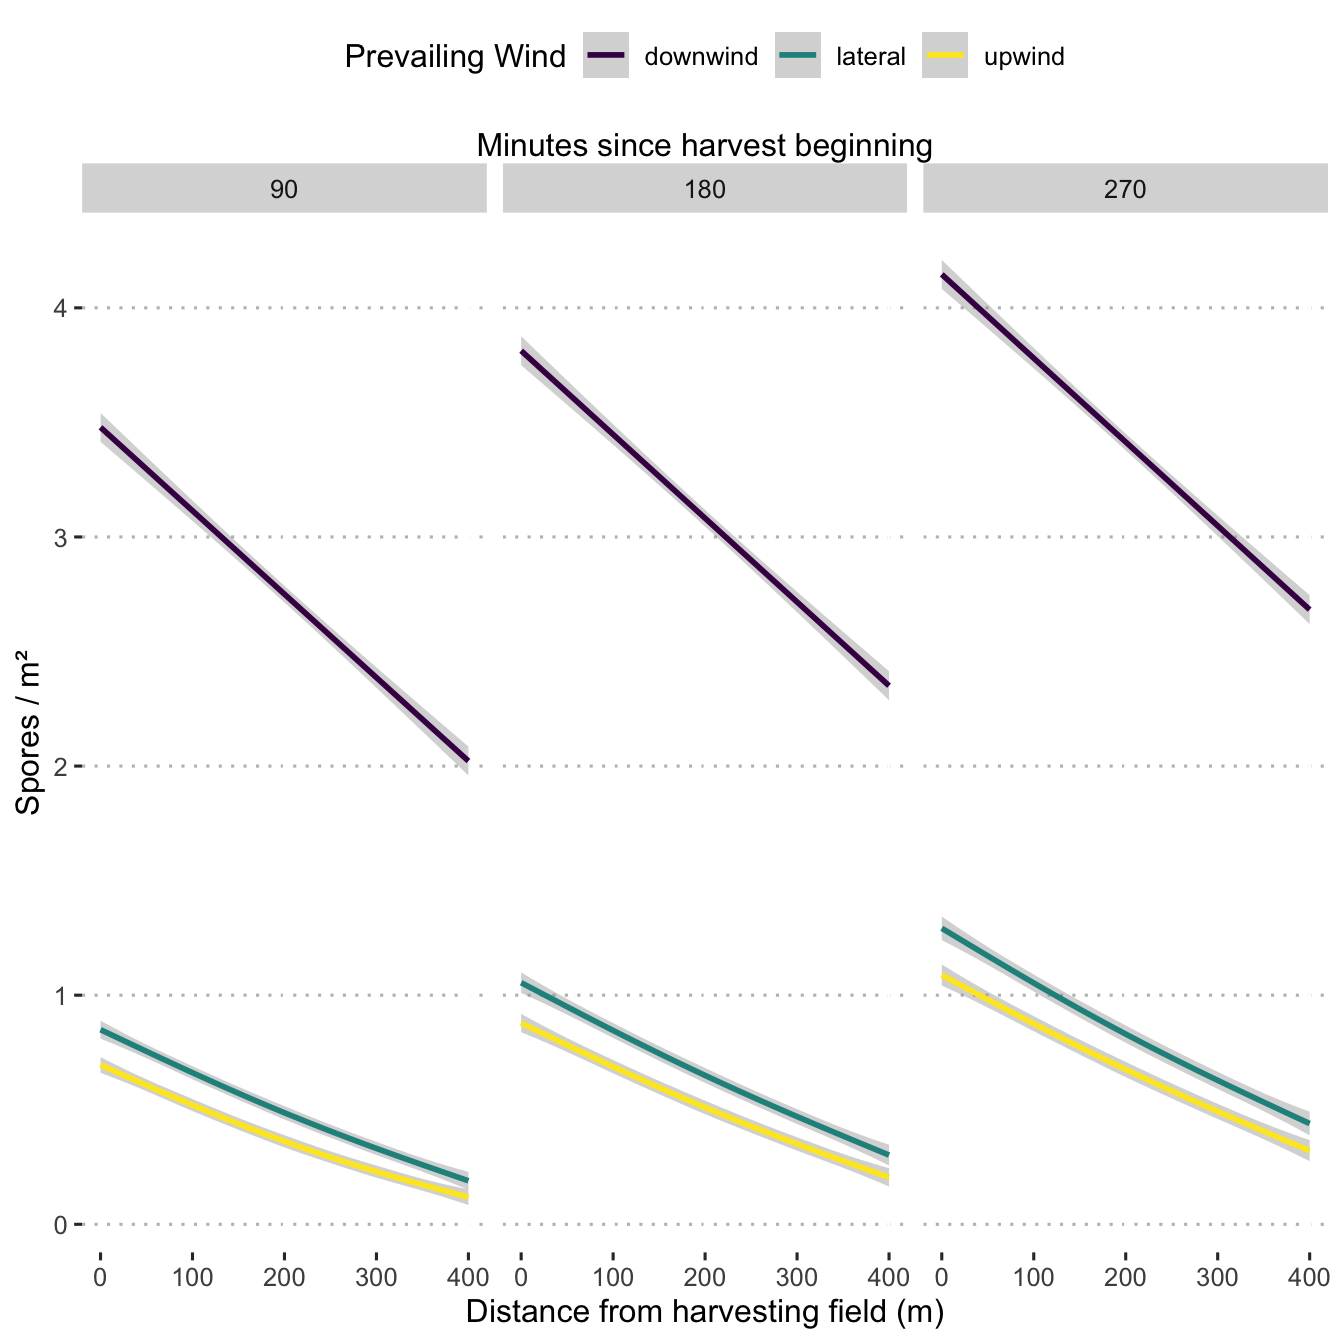 Prevailing Wind downwind lateral upwind
Minutes since harvest beginning
90 180 270
4
3
2
1
0
Spores / m²
0 100 200 300 400 0 100 200 300 400 0 100 200 300 400
Distance from harvesting field (m)